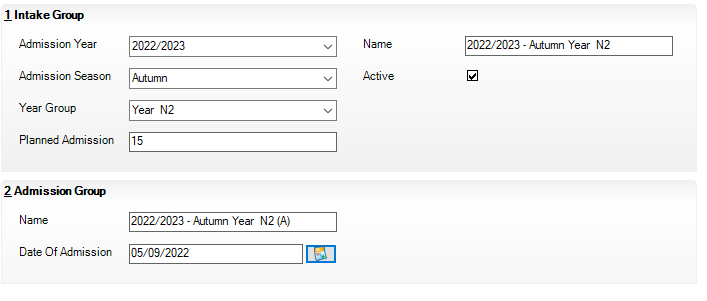 1 Intake Group
Admission Year 2022/2023 Name 2022/2023 - Autumn Year N2
Admission Season Autumn Active
Year Group Year N2
Planned Admission 15
2 Admission Group
Name 2022/2023 - Autumn Year N2 (A)
Date Of Admission 05/09/2022